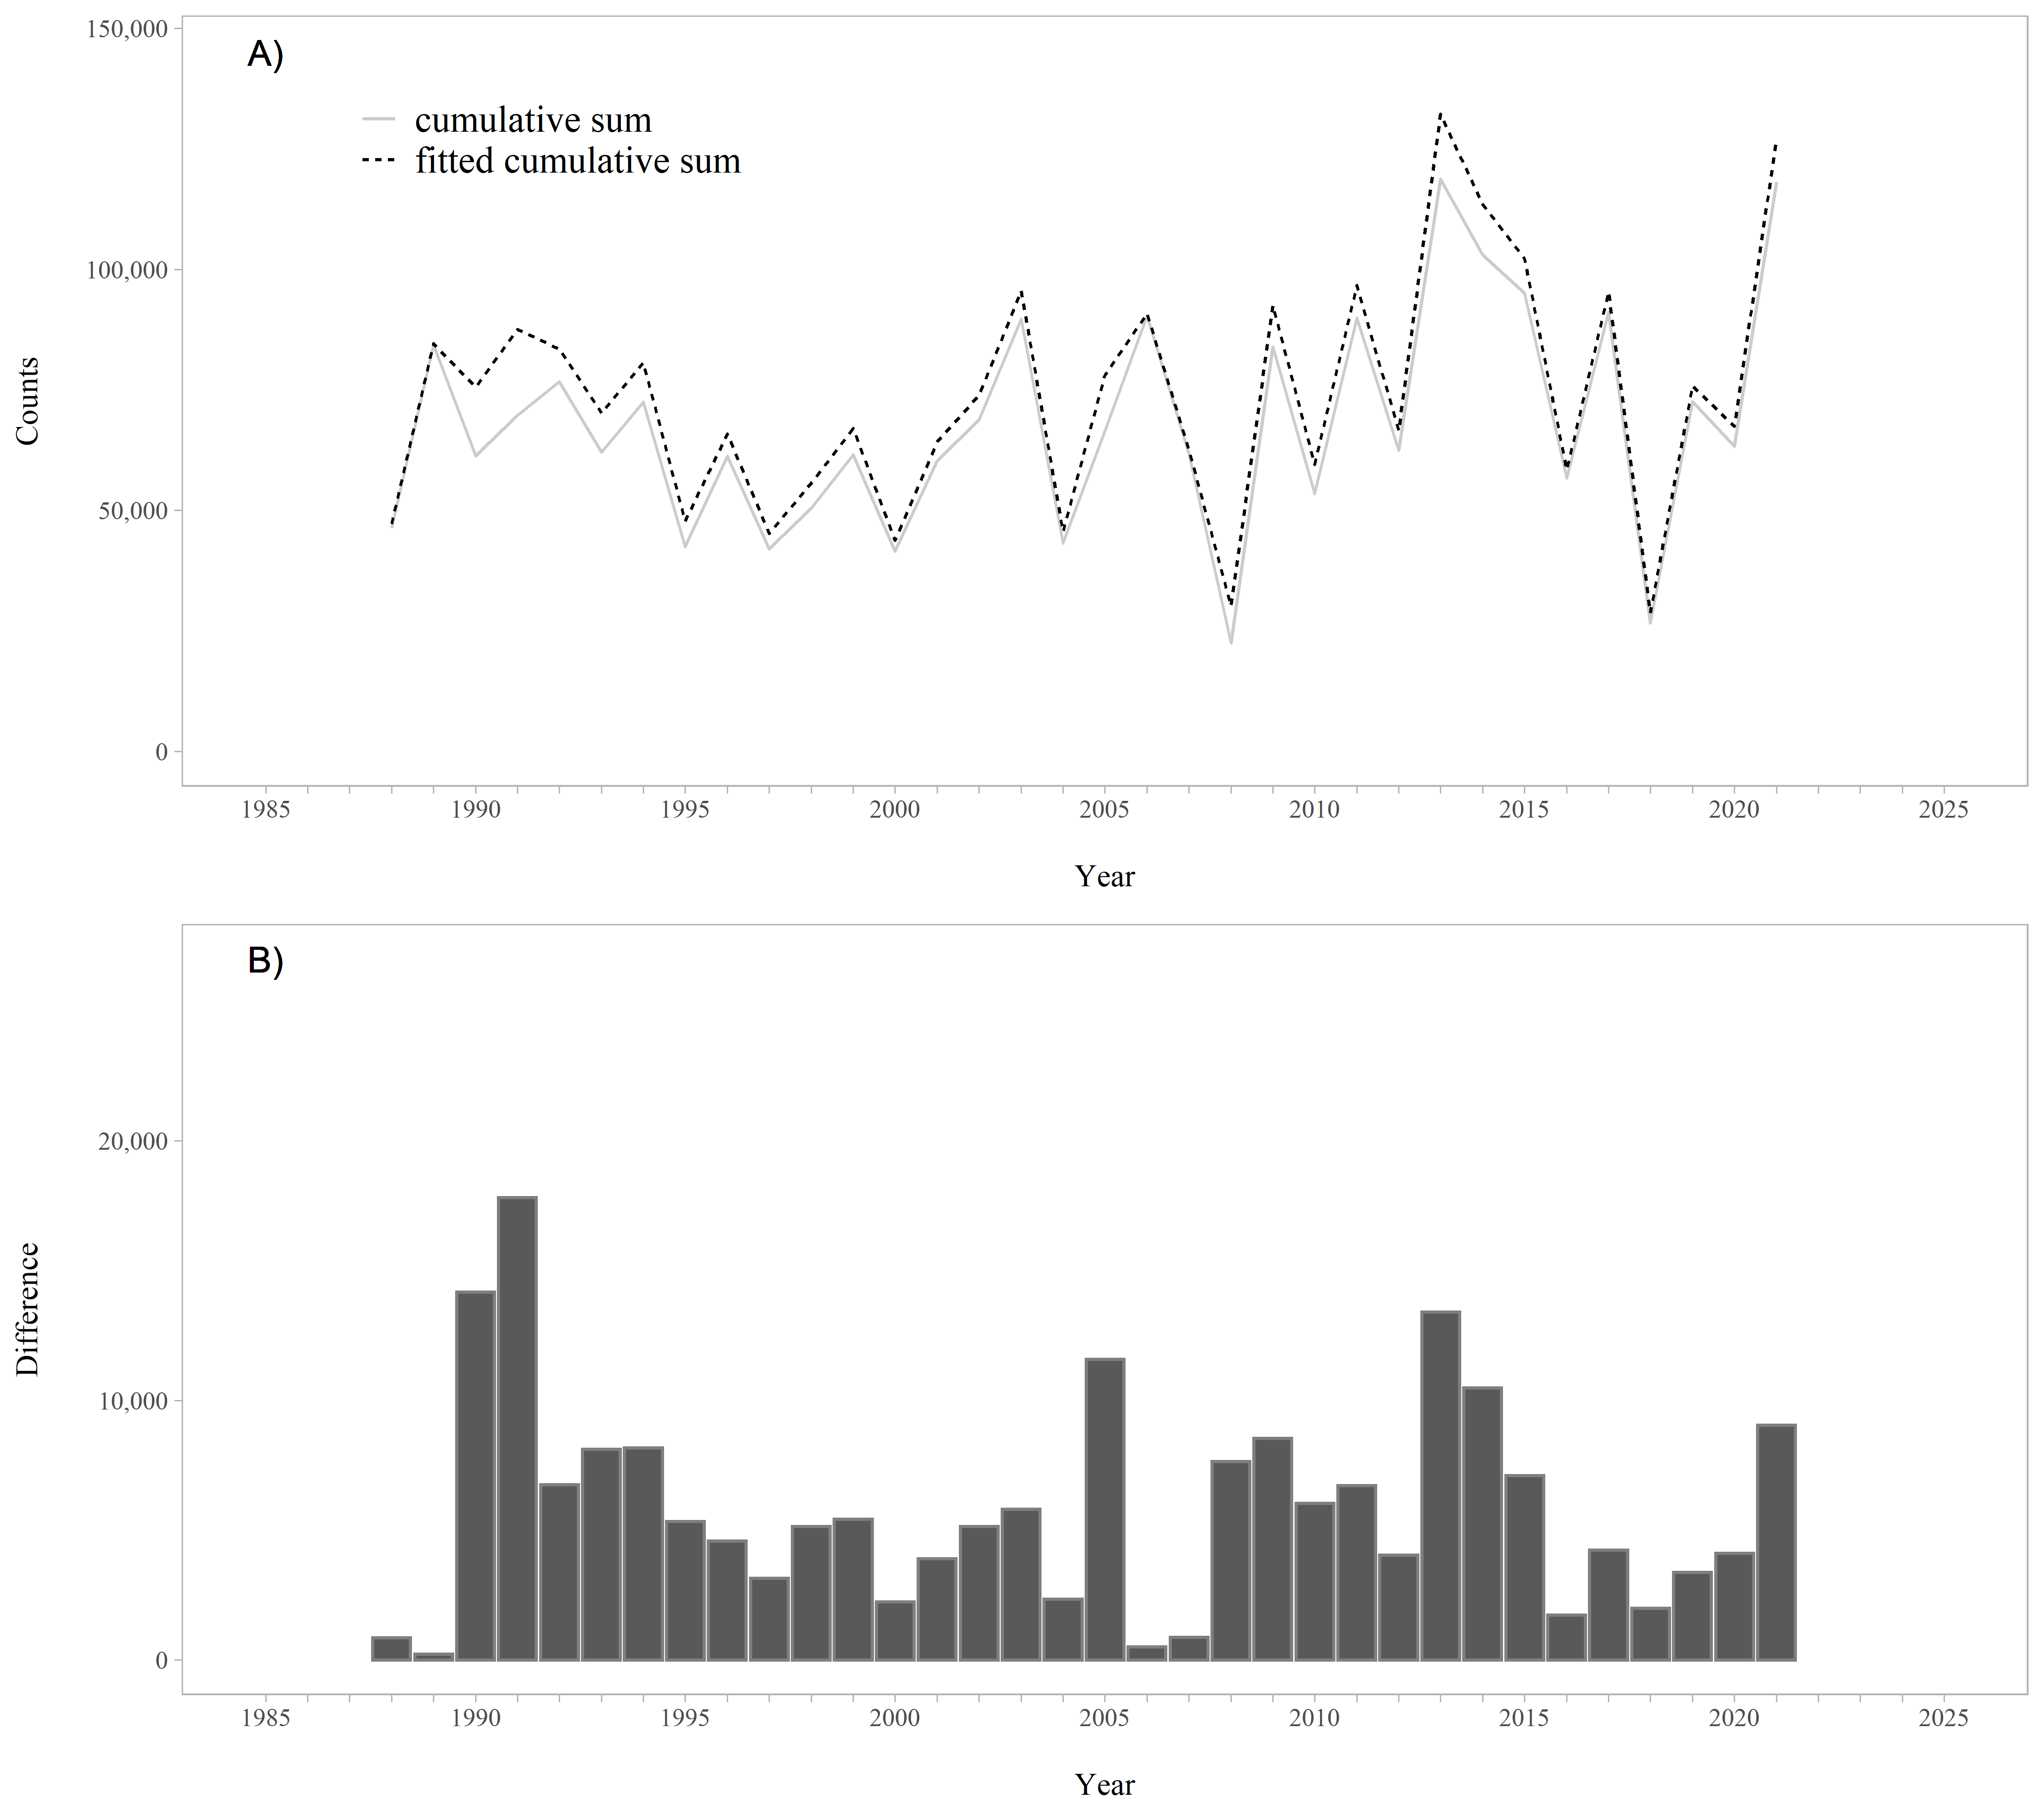 A)
150,000
100,000
50,000
0
Counts
cumulative sum
fitted cumulative sum
1985 1990 1995 2000 2005 2010 2015 2020 2025
Year
B)
20,000
10,000
0
Difference
1985 1990 1995 2000 2005 2010 2015 2020 2025
Year